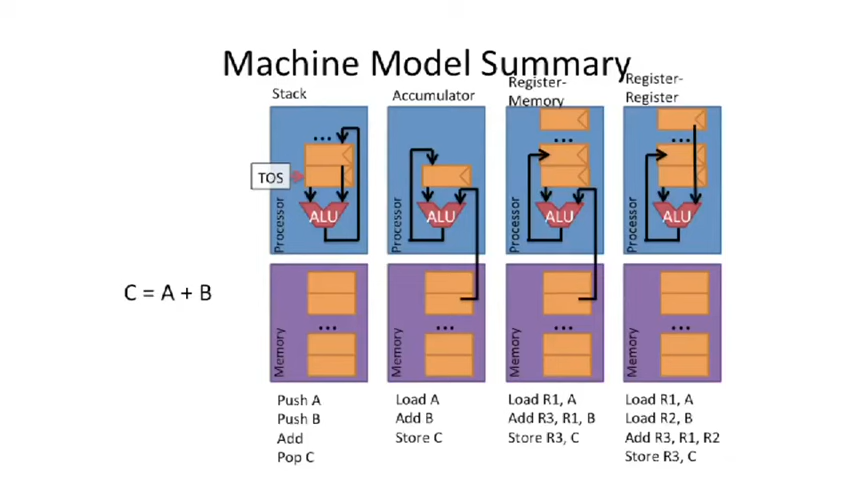 Machine Model Summary
Stack
Accumulator
Register-
Memory
Register-
Register
...
...
...
TOS
ALU
ALU
ALU
ALU
Processor
Processor
Processor
Processor
C = A + B
...
...
...
...
Memory
Memory
Memory
Memory
Push A
Push B
Add
Pop C
Load A
Add B
Store C
Load R1, A
Add R3, R1, B
Store R3, C
Load R1, A
Load R2, B
Add R3, R1, R2
Store R3, C